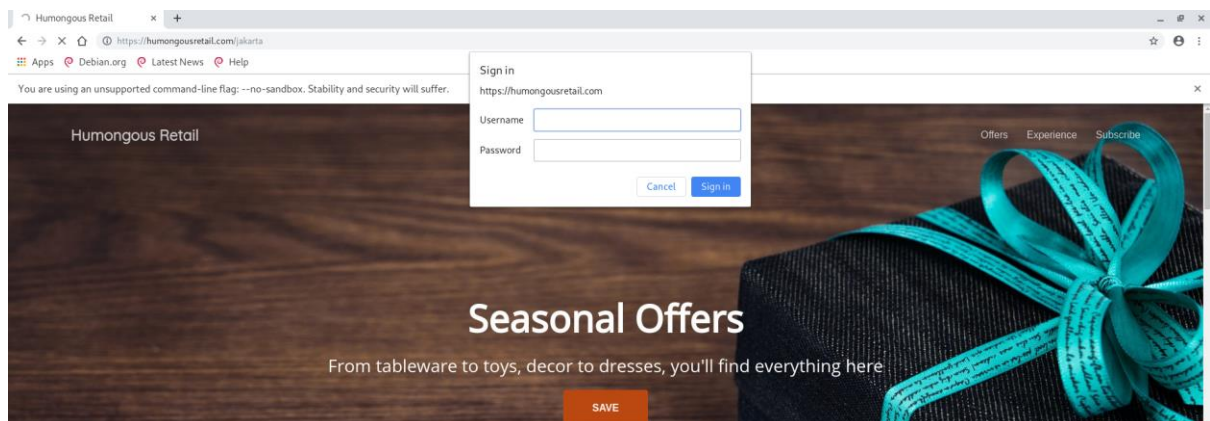 Humongous Retail
https://humongousretail.com/jakarta
Apps Debian.org Latest News Help
You are using an unsupported command-line flag: --no-sandbox. Stability and security will suffer.
Sign in
https://humongousretail.com
Username
Password
Cancel Sign in
Humongous Retail Offers Experience Subscribe
Seasonal Offers
From tableware to toys, decor to dresses, you'll find everything here
SAVE